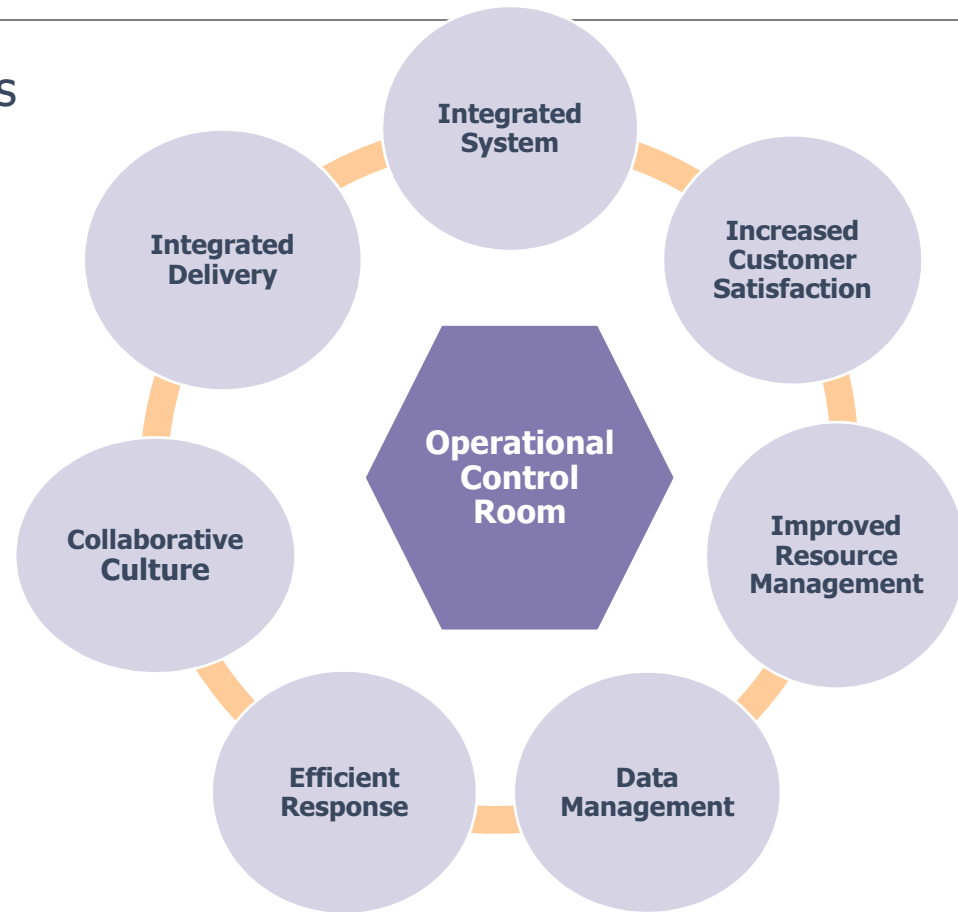 Integrated
System
Increased
Customer
Satisfaction
Improved
Resource
Management
Data
Management
Efficient
Response
Collaborative
Culture
Integrated
Delivery
Operational
Control
Room